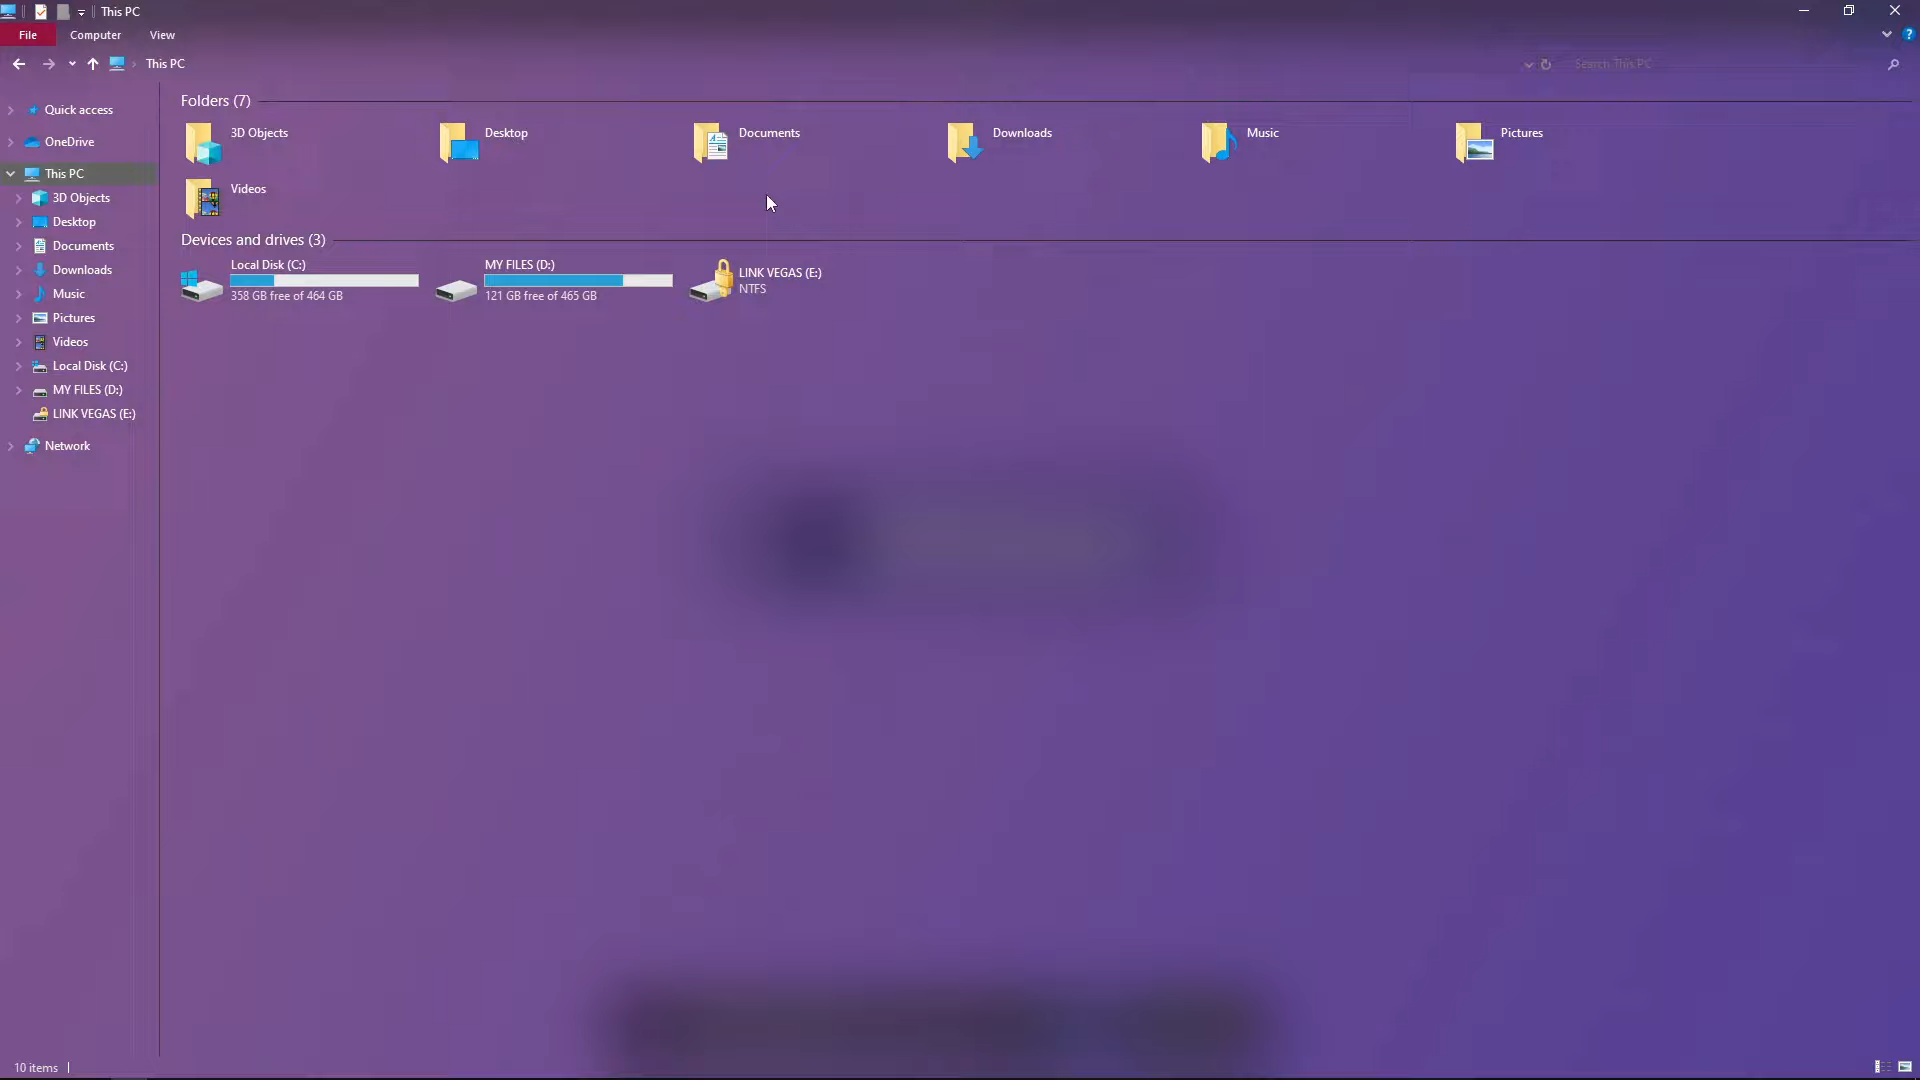 This PC
File Computer View
This PC
Search This PC
Quick access
OneDrive
This PC
3D Objects
Desktop
Documents
Downloads
Music
Pictures
Videos
Local Disk (C:)
MY FILES (D:)
LINK VEGAS (E:)
Network
Folders (7)
3D Objects
Desktop
Documents
Downloads
Music
Pictures
Videos
Devices and drives (3)
Local Disk (C:)
358 GB free of 464 GB
MY FILES (D:)
121 GB free of 465 GB
LINK VEGAS (E:)
NTFS
10 items